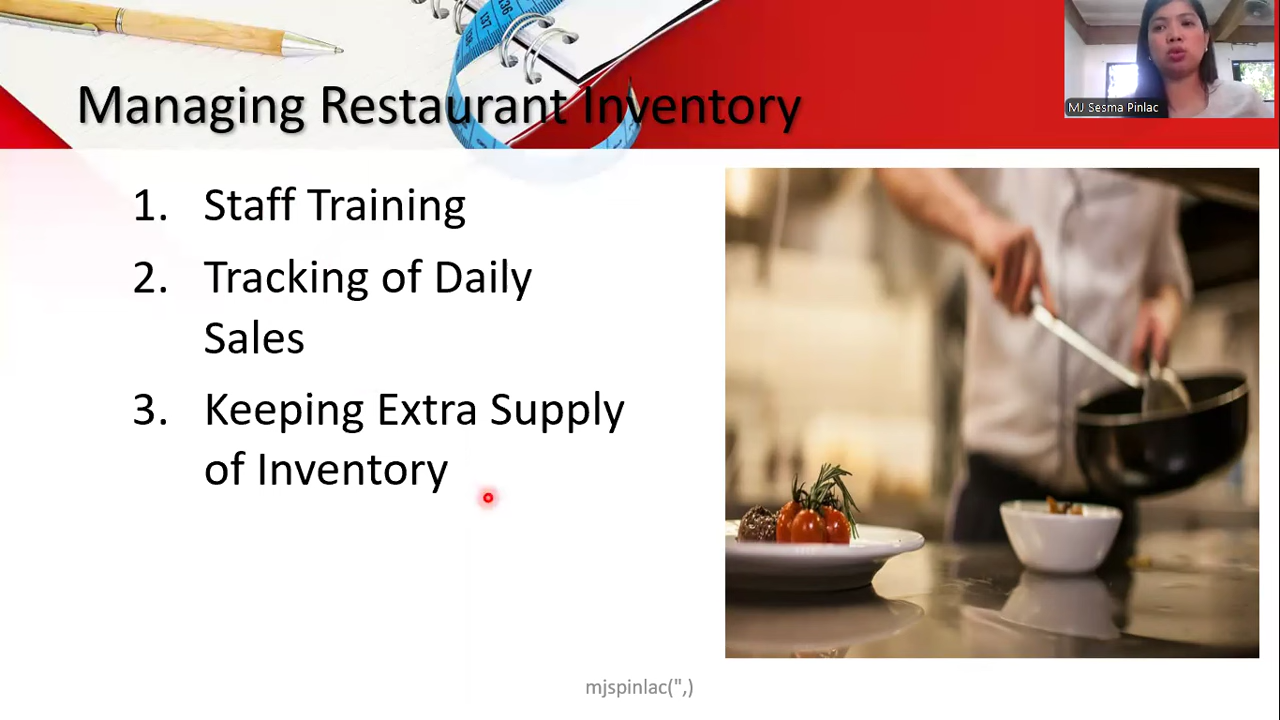 Managing Restaurant Inventory
MJ Sesma Pinlac
1. Staff Training
2. Tracking of Daily
Sales
3. Keeping Extra Supply
of Inventory
mjspinlac(",)